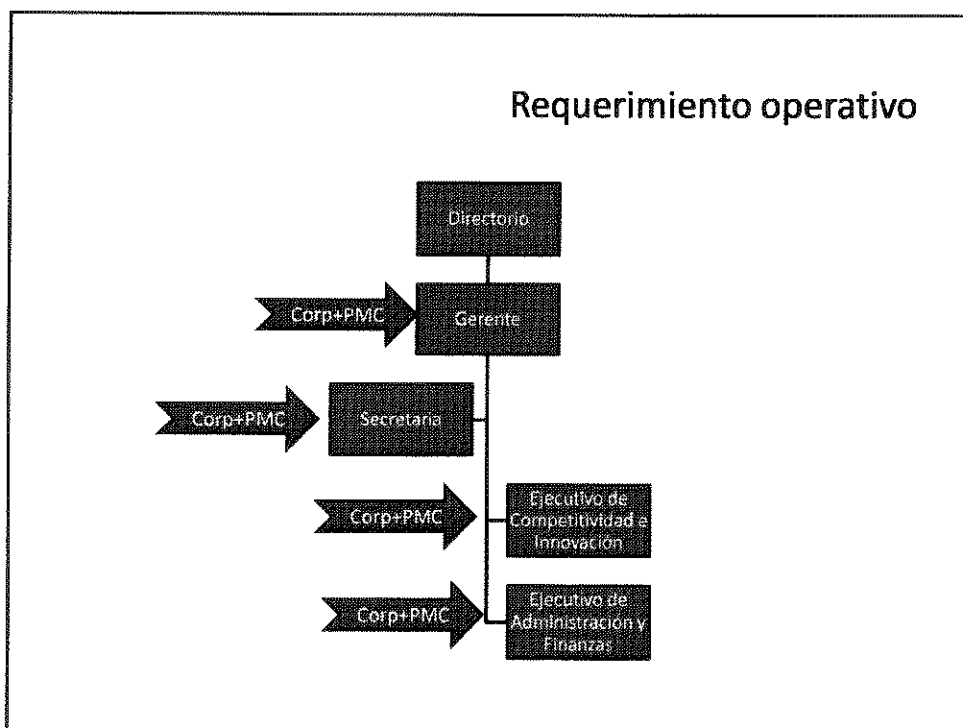 Requerimiento operativo
Directorio
Corp+PMC
Gerente
Corp+PMC
Secretaria
Corp+PMC
Ejecutivo de
Competitividad e
Innovación
Corp+PMC
Ejecutivo de
Administración y
Finanzas